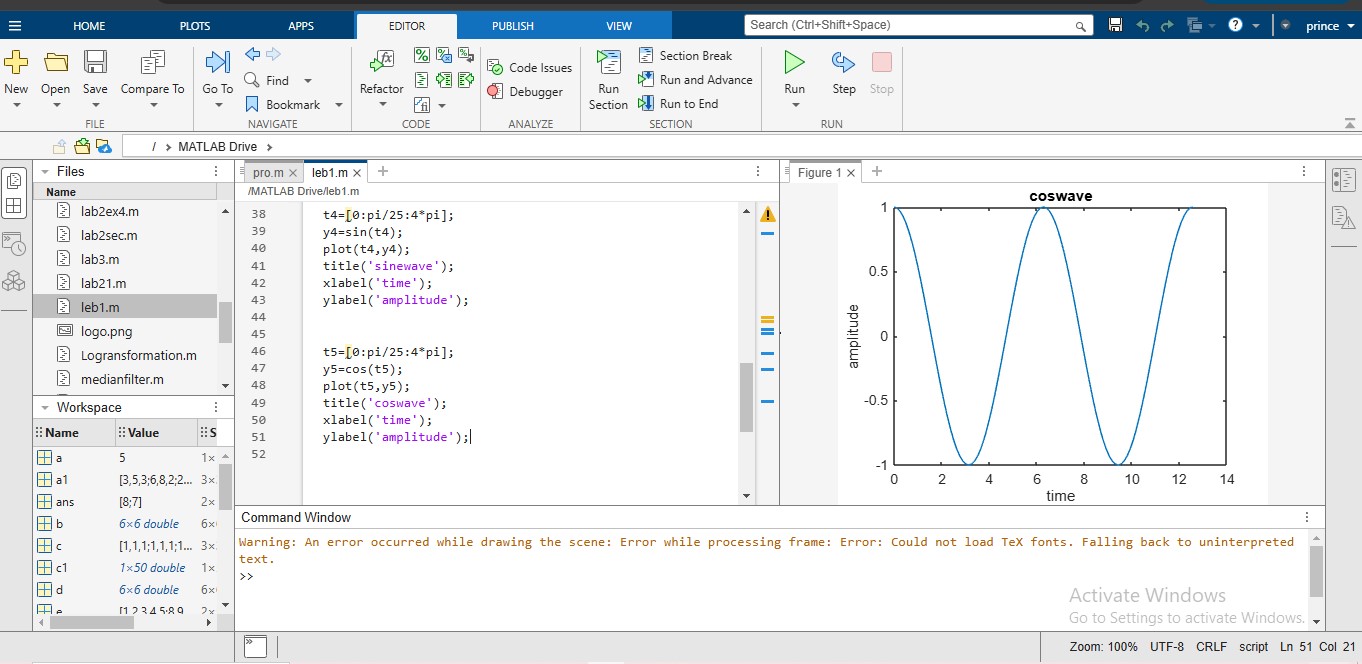 HOME PLOTS APPS EDITOR PUBLISH VIEW Search (Ctrl+Shift+Space) ? prince
New Open Save Compare To Go To Find Bookmark Refactor Code Issues Debugger Run Section Section Break Run and Advance Run to End Run Step Stop
FILE NAVIGATE CODE ANALYZE SECTION RUN
/ > MATLAB Drive >
Files
Name
lab2ex4.m
lab2sec.m
lab3.m
lab21.m
leb1.m
logo.png
Logransformation.m
medianfilter.m
Workspace
Name Value S
a 5 1×
a1 [3,5,3;6,8,2;2... 3×
ans [8;7] 2×
b 6×6 double 6×
c [1,1,1;1,1,1;1... 3×
c1 1×50 double 1×
d 6×6 double 6×
pro.m × leb1.m × +
/MATLAB Drive/leb1.m
38 t4=[0:pi/25:4*pi];
39 y4=sin(t4);
40 plot(t4,y4);
41 title('sinewave');
42 xlabel('time');
43 ylabel('amplitude');
44
45
46 t5=[0:pi/25:4*pi];
47 y5=cos(t5);
48 plot(t5,y5);
49 title('coswave');
50 xlabel('time');
51 ylabel('amplitude');
52
Figure 1 × +
coswave
1
0.5
0
-0.5
-1
amplitude
0 2 4 6 8 10 12 14
time
Command Window
Warning: An error occurred while drawing the scene: Error while processing frame: Error: Could not load TeX fonts. Falling back to uninterpreted
text.
>>
Activate Windows
Go to Settings to activate Windows.
Zoom: 100% UTF-8 CRLF script Ln 51 Col 21